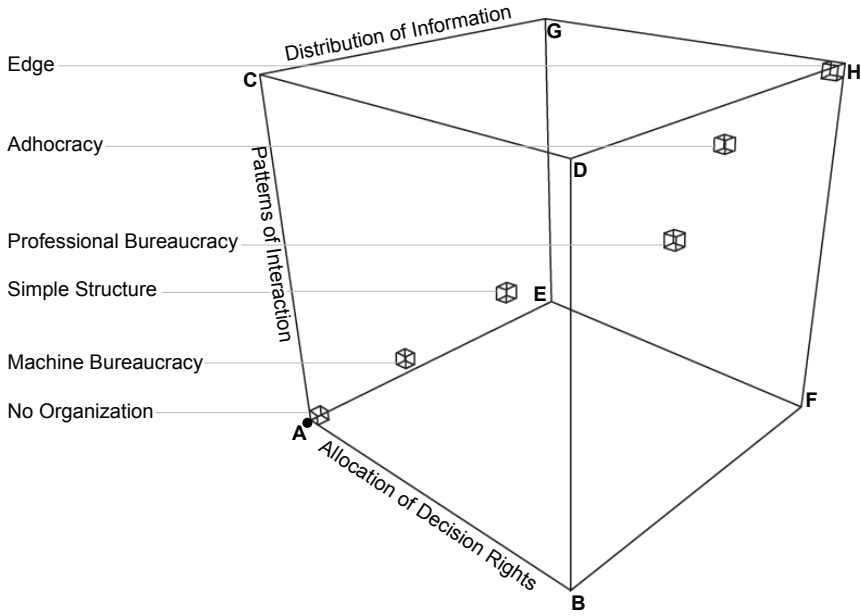 Distribution of Information
G
Edge
C
H
Adhocracy
D
Patterns of Interaction
Professional Bureaucracy
Simple Structure
E
Machine Bureaucracy
No Organization
A
F
Allocation of Decision Rights
B